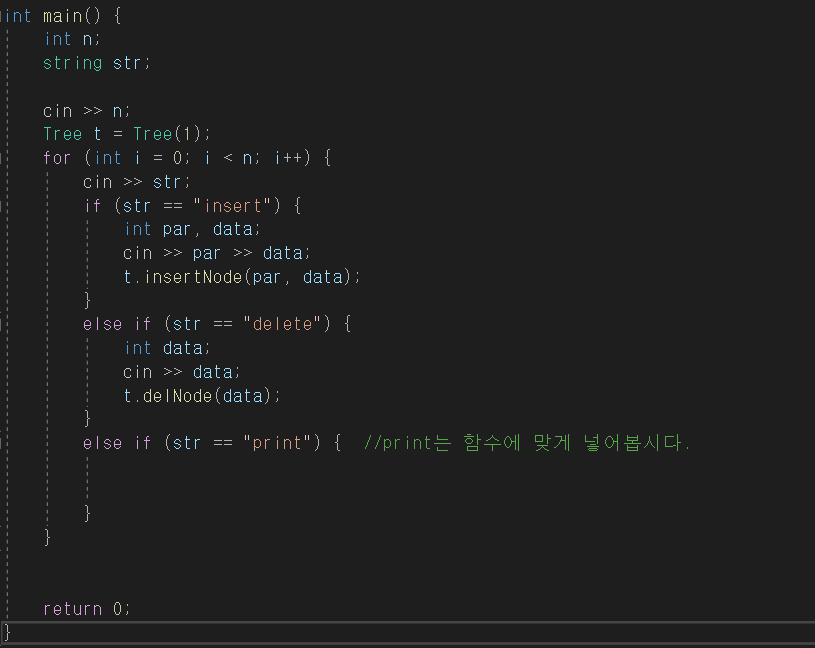 int main() {
int n;
string str;
cin >> n;
Tree t = Tree(1);
for (int i = 0; i < n; i++) {
cin >> str;
if (str == "insert") {
int par, data;
cin >> par >> data;
t.insertNode(par, data);
}
else if (str == "delete") {
int data;
cin >> data;
t.delNode(data);
}
else if (str == "print") {  //print는 함수에 맞게 넣어봅시다.
}
}
return 0;
}